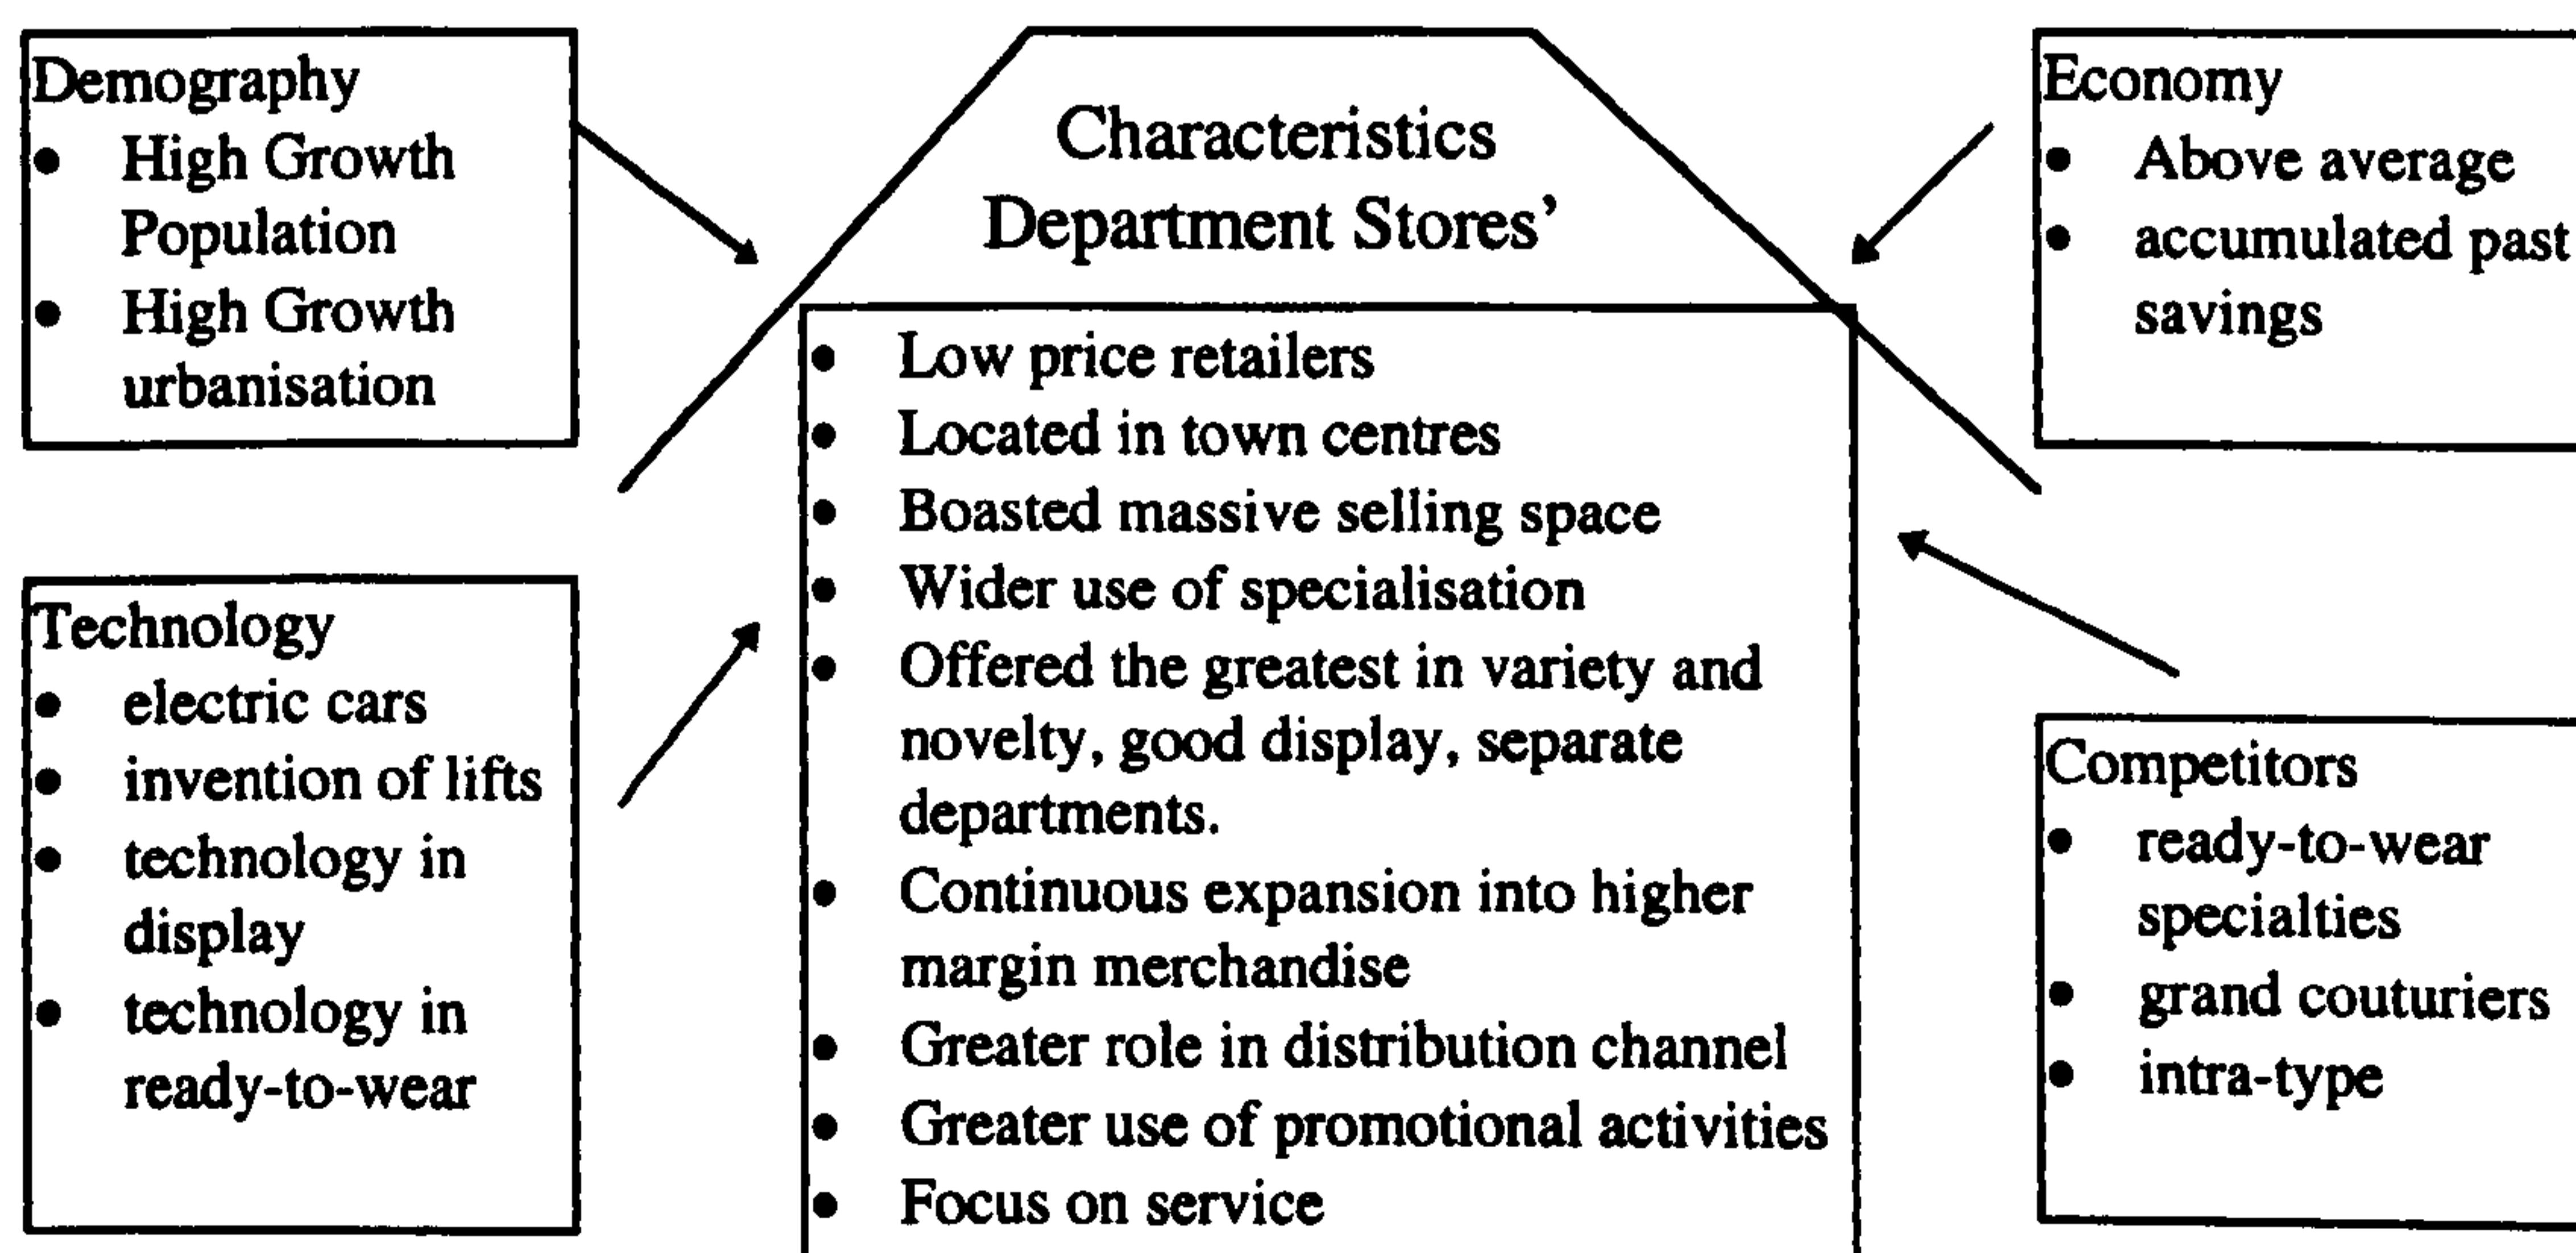 Demography
• High Growth
Population
• High Growth
urbanisation
Technology
• electric cars
• invention of lifts
• technology in
display
• technology in
ready-to-wear
Characteristics
Department Stores’
• Low price retailers
• Located in town centres
• Boasted massive selling space
• Wider use of specialisation
• Offered the greatest in variety and
novelty, good display, separate
departments.
• Continuous expansion into higher
margin merchandise
• Greater role in distribution channel
• Greater use of promotional activities
• Focus on service
Economy
• Above average
• accumulated past
savings
Competitors
• ready-to-wear
specialties
• grand couturiers
• intra-type